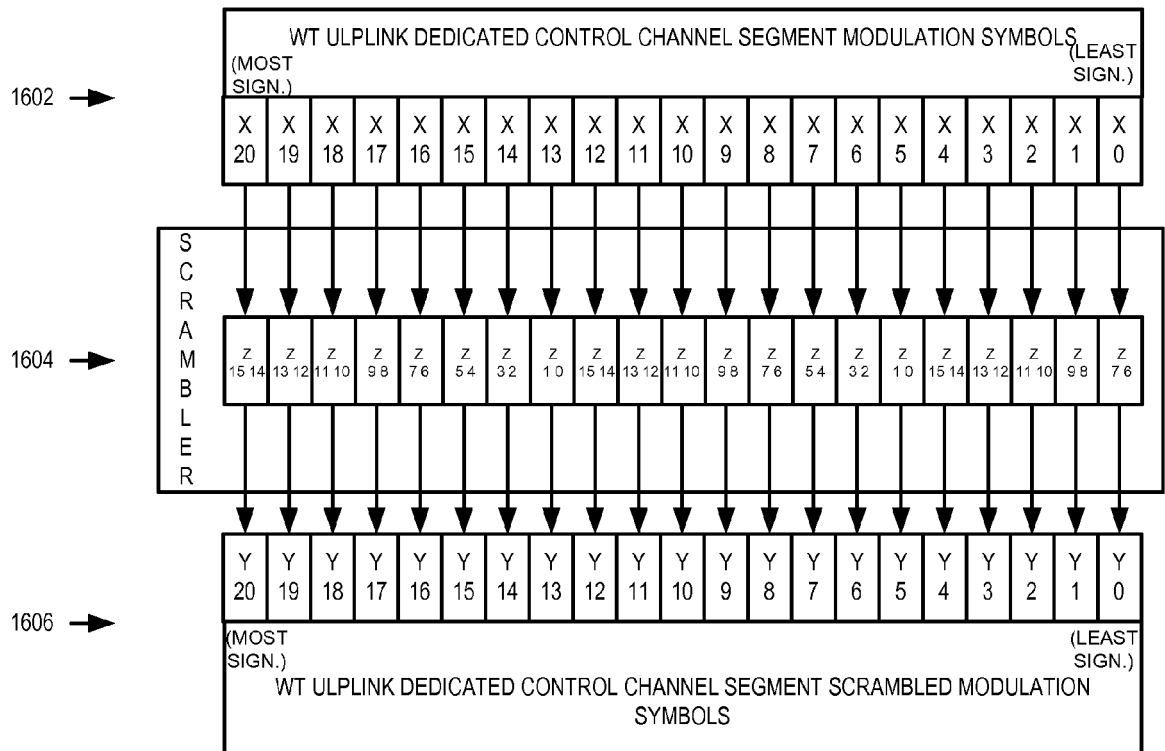 WT ULPLINK DEDICATED CONTROL CHANNEL SEGMENT MODULATION SYMBOLS
(MOST
SIGN.)
(LEAST
SIGN.)
1602
X X X X X X X X X X X X X X X X X X X X X
20 19 18 17 16 15 14 13 12 11 10 9 8 7 6 5 4 3 2 1 0
SCRAMBLER
1604
Z Z Z Z Z Z Z Z Z Z Z Z Z Z Z Z Z Z Z Z Z
15 14 13 12 11 10 9 8 7 6 5 4 3 2 1 0 15 14 13 12 11 10 9 8 7 6 5 4 3 2 1 0 15 14 13 12 11 10 9 8 7 6
Y Y Y Y Y Y Y Y Y Y Y Y Y Y Y Y Y Y Y Y Y
20 19 18 17 16 15 14 13 12 11 10 9 8 7 6 5 4 3 2 1 0
1606
(MOST
SIGN.)
(LEAST
SIGN.)
WT ULPLINK DEDICATED CONTROL CHANNEL SEGMENT SCRAMBLED MODULATION
SYMBOLS